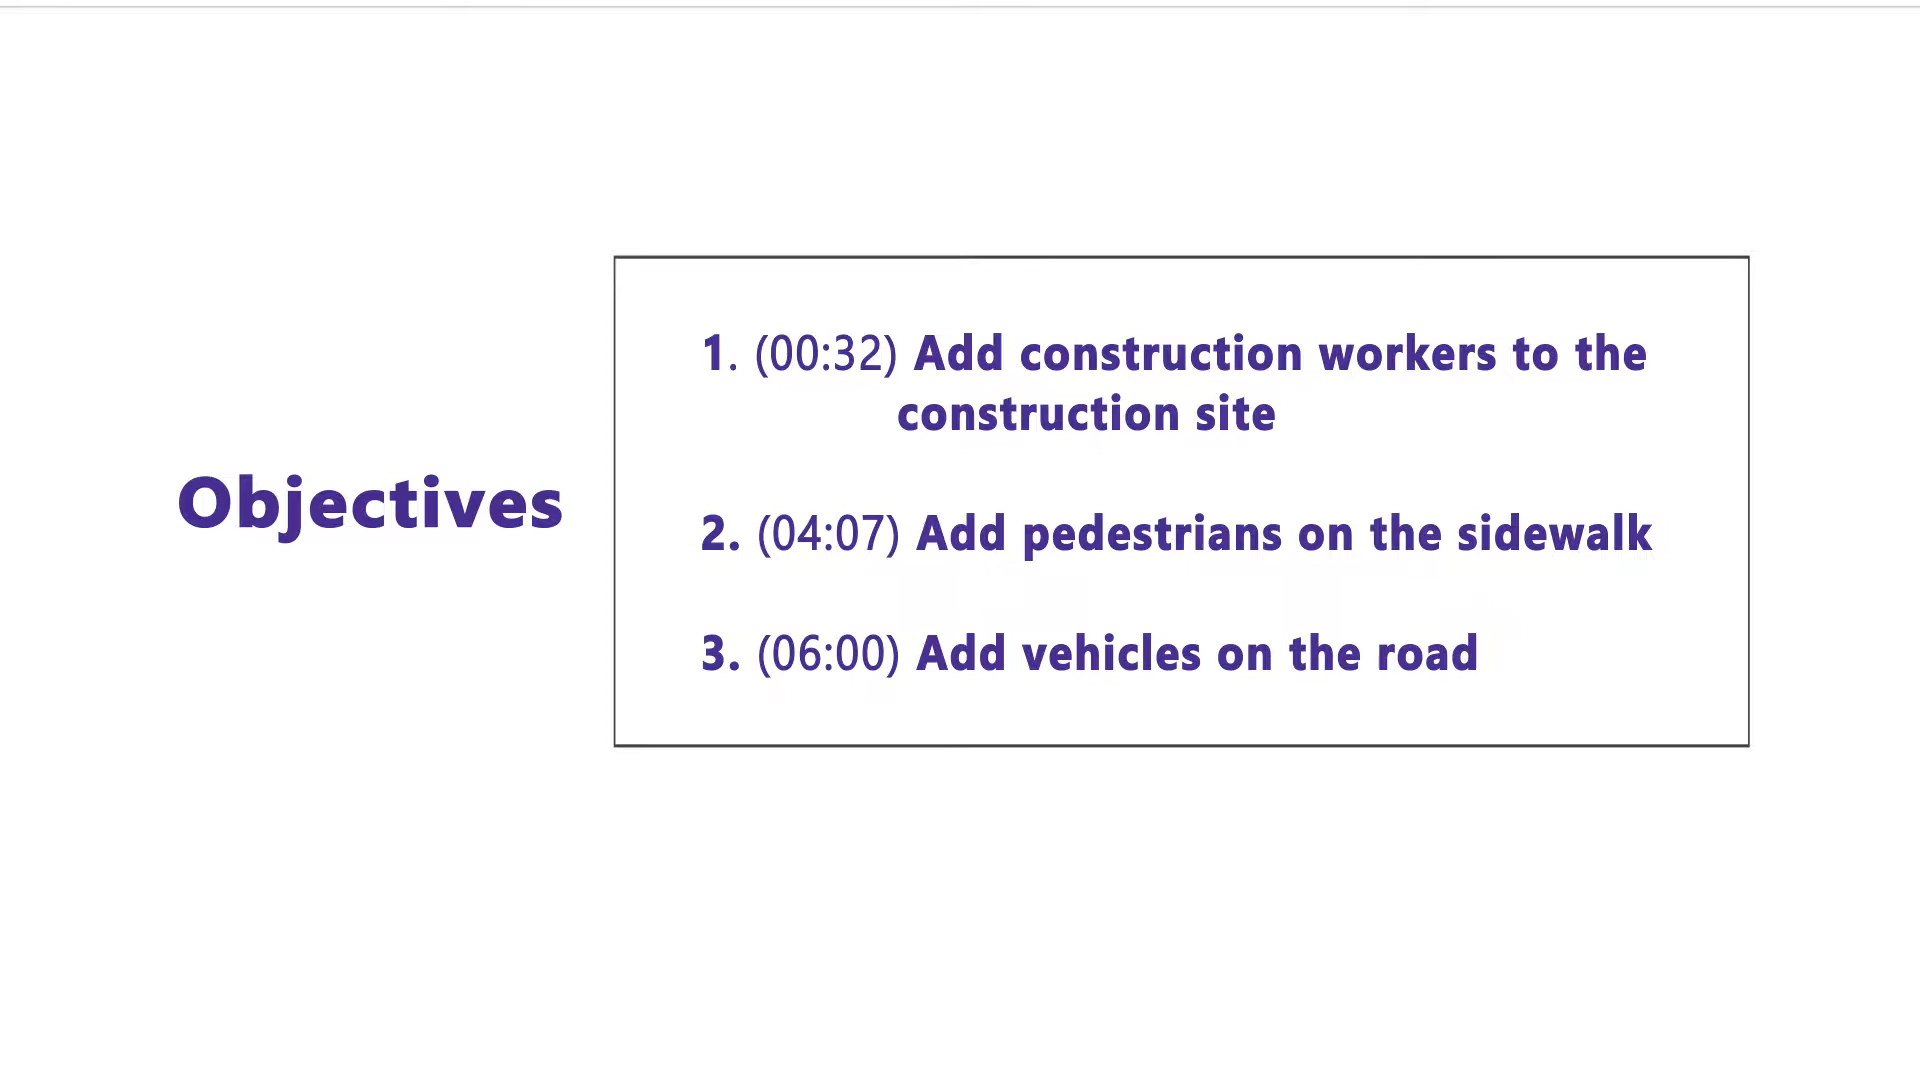 Objectives
1. (00:32) Add construction workers to the
construction site
2. (04:07) Add pedestrians on the sidewalk
3. (06:00) Add vehicles on the road